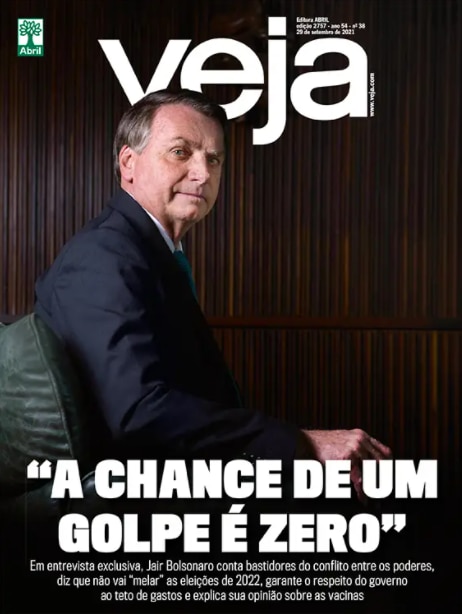 Abril
Editora ABRIL
edição 2757 - ano 54 - nº 38
29 de setembro de 2021
veja
www.veja.com
“A CHANCE DE UM
GOLPE É ZERO”
Em entrevista exclusiva, Jair Bolsonaro conta bastidores do conflito entre os poderes,
diz que não vai “melar” as eleições de 2022, garante o respeito do governo
ao teto de gastos e explica sua opinião sobre as vacinas